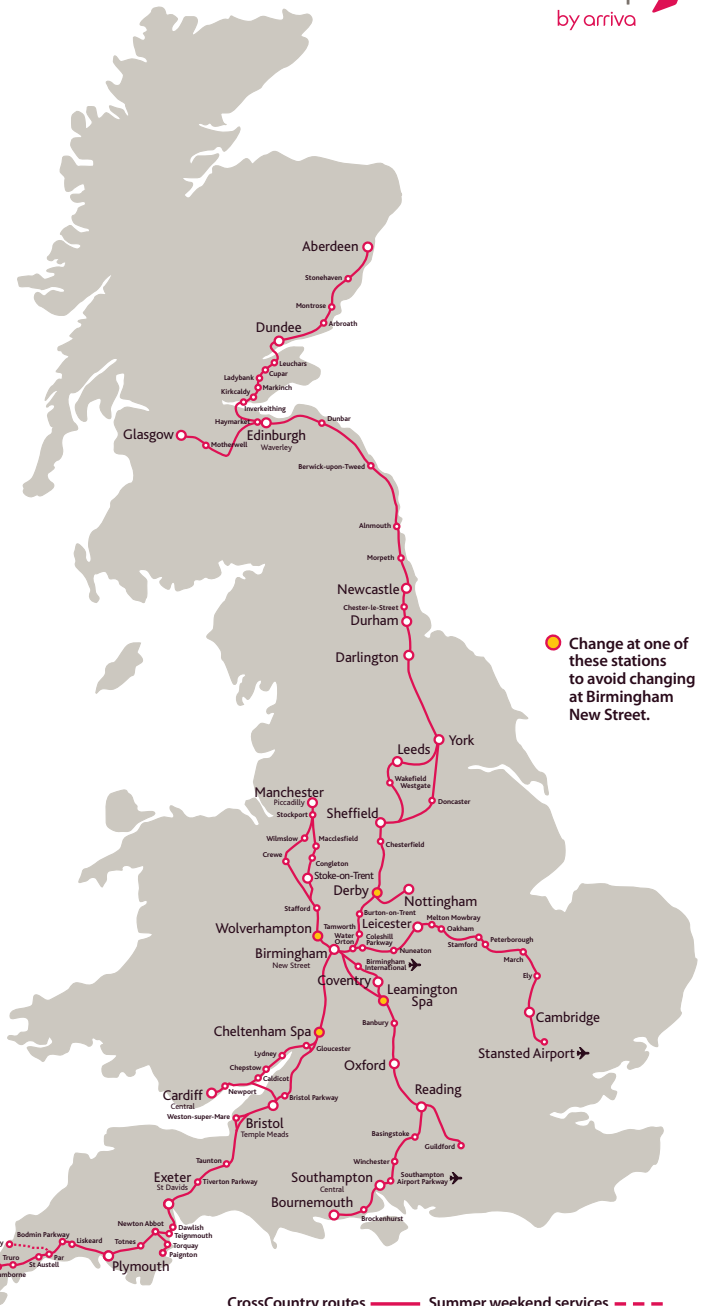 by arriva
Aberdeen
Stonehaven
Montrose
Arbroath
Dundee
Leuchars
Cupar
Ladybank
Markinch
Kirkcaldy
Inverkeithing
Haymarket
Edinburgh
Waverley
Dunbar
Glasgow
Motherwell
Berwick-upon-Tweed
Alnmouth
Morpeth
Newcastle
Chester-le-Street
Durham
Darlington
Change at one of
these stations
to avoid changing
at Birmingham
New Street.
York
Leeds
Wakefield
Westgate
Doncaster
Manchester
Piccadilly
Stockport
Sheffield
Wilmslow
Macclesfield
Chesterfield
Crewe
Congleton
Stoke-on-Trent
Derby
Nottingham
Stafford
Burton-on-Trent
Leicester
Melton Mowbray
Oakham
Stamford
Peterborough
March
Wolverhampton
Tamworth
Water
Orton
Coleshill
Parkway
Nuneaton
Birmingham
New Street
Birmingham
International
Ely
Coventry
Leamington
Spa
Cambridge
Stansted Airport
Banbury
Cheltenham Spa
Gloucester
Lydney
Chepstow
Caldicot
Oxford
Cardiff
Central
Newport
Bristol Parkway
Reading
Weston-super-Mare
Bristol
Temple Meads
Basingstoke
Guildford
Taunton
Tiverton Parkway
Winchester
Exeter
St Davids
Southampton
Central
Southampton
Airport Parkway
Bournemouth
Brockenhurst
Newton Abbot
Dawlish
Teignmouth
Torquay
Paignton
Totnes
Bodmin Parkway
Liskeard
Plymouth
y
Truro
Par
St Austell
mborne
CrossCountry routes
Summer weekend services